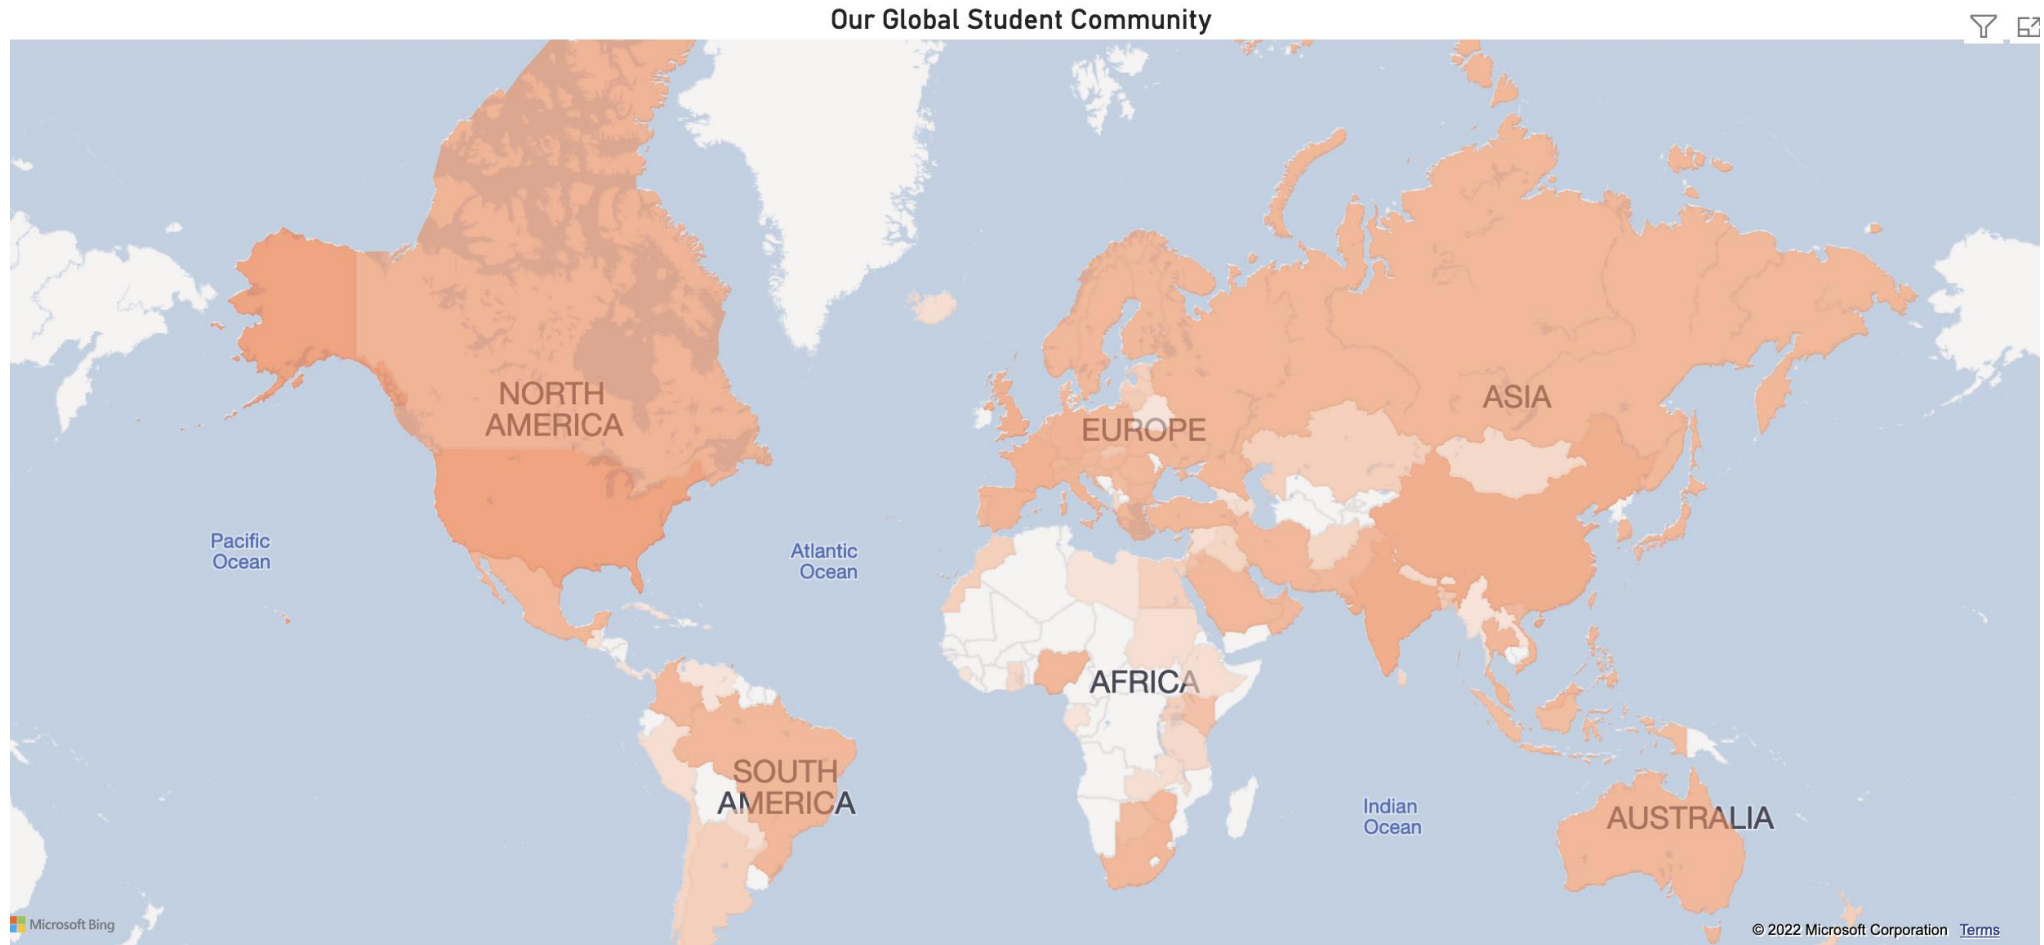 Our Global Student Community
NORTH
AMERICA
EUROPE
ASIA
Pacific
Ocean
Atlantic
Ocean
AFRICA
SOUTH
AMERICA
Indian
Ocean
AUSTRALIA
Microsoft Bing
© 2022 Microsoft Corporation Terms